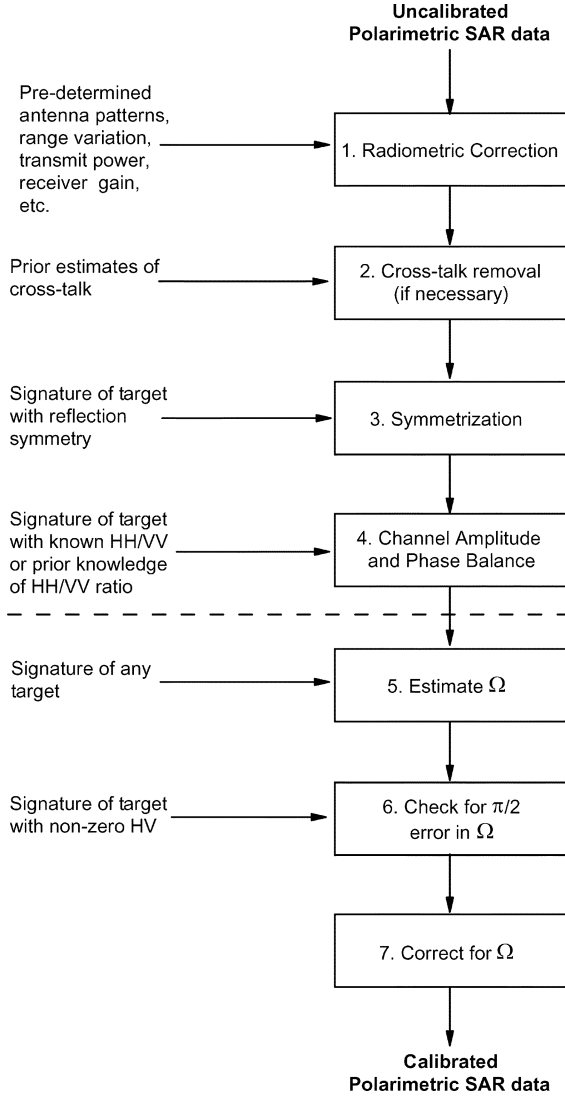 Uncalibrated
Polarimetric SAR data
Pre-determined
antenna patterns,
range variation,
transmit power,
receiver gain,
etc.
1. Radiometric Correction
Prior estimates of
cross-talk
2. Cross-talk removal
(if necessary)
Signature of target
with reflection
symmetry
3. Symmetrization
Signature of target
with known HH/VV
or prior knowledge
of HH/VV ratio
4. Channel Amplitude
and Phase Balance
Signature of any
target
5. Estimate Ω
Signature of target
with non-zero HV
6. Check for π/2
error in Ω
7. Correct for Ω
Calibrated
Polarimetric SAR data